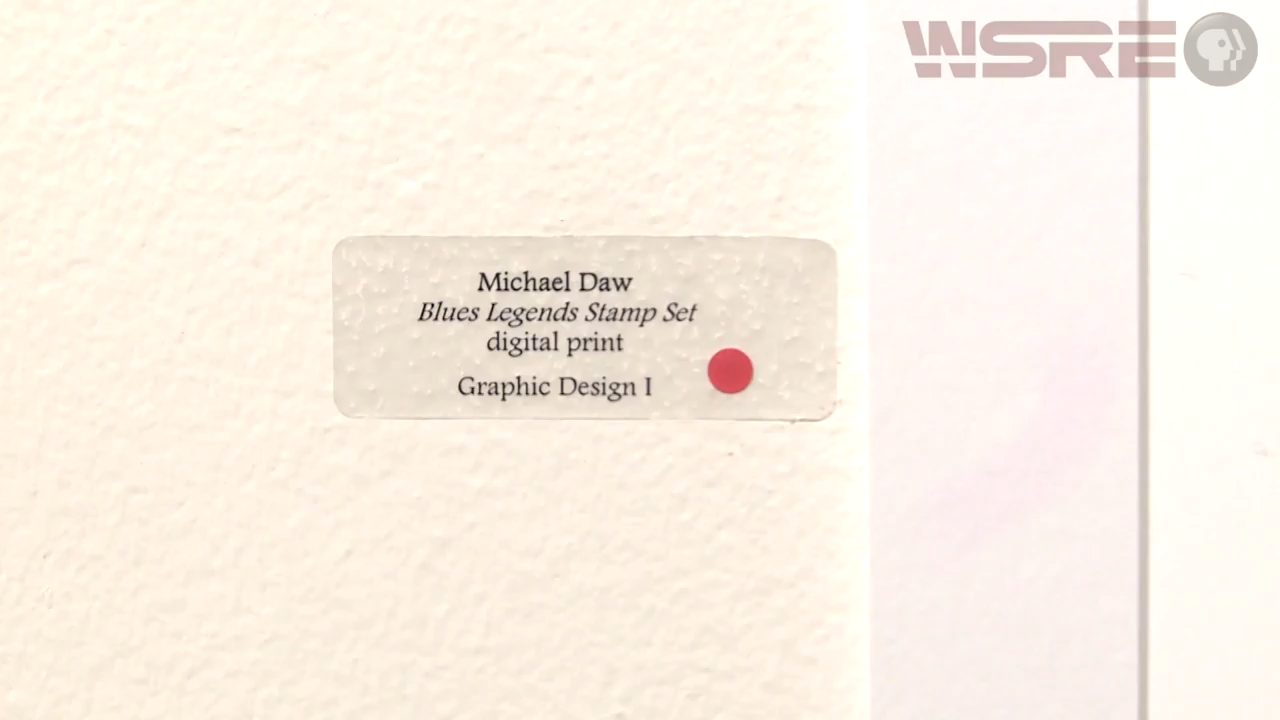 WSRE
Michael Daw
Blues Legends Stamp Set
digital print
Graphic Design I